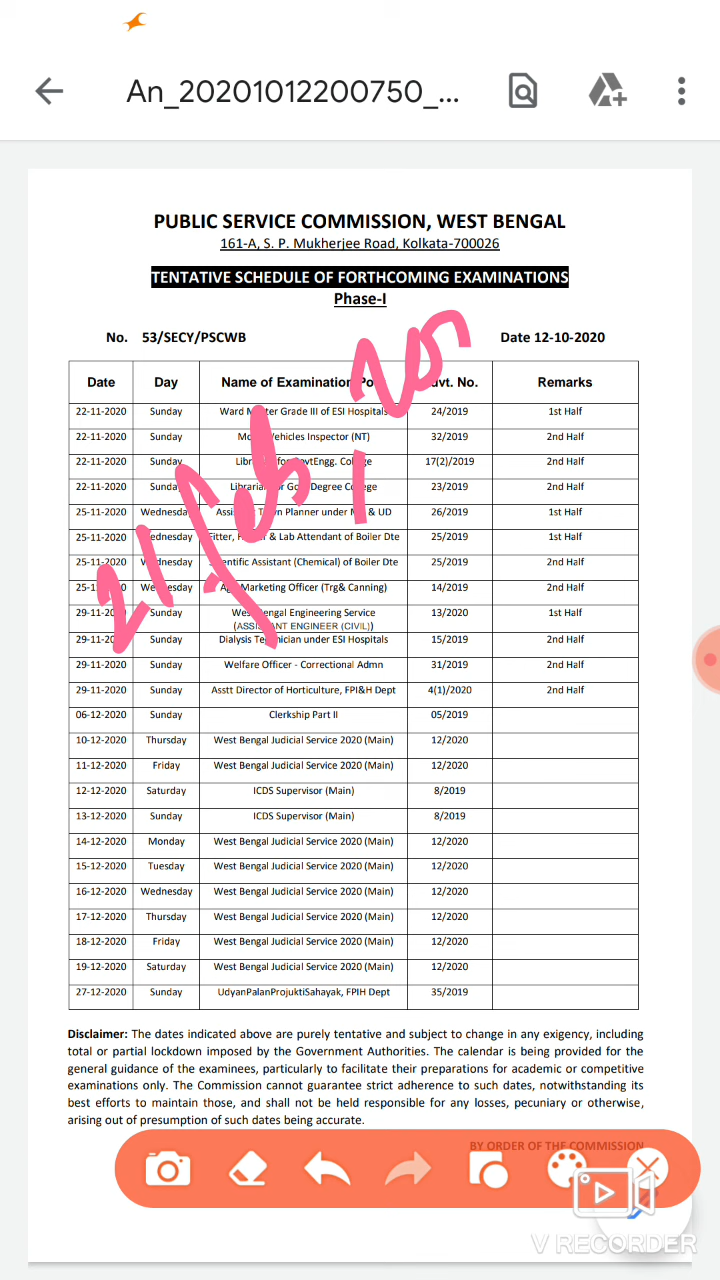 An_20201012200750_...
PUBLIC SERVICE COMMISSION, WEST BENGAL
161-A, S. P. Mukherjee Road, Kolkata-700026
TENTATIVE SCHEDULE OF FORTHCOMING EXAMINATIONS
Phase-I
No. 53/SECY/PSCWB Date 12-10-2020
Date Day Name of Examination No. Remarks
22-11-2020 Sunday Ward Grade III of ESI Hospitals 24/2019 1st Half
22-11-2020 Sunday Vehicles Inspector (NT) 32/2019 2nd Half
22-11-2020 Sunday 17(2)/2019 2nd Half
22-11-2020 Degree 23/2019 2nd Half
25-11-2020 Planner under & UD 26/2019 1st Half
25-11-2020 & Lab Attendant of Boiler Dte 25/2019 1st Half
25-11-2020 Assistant (Chemical) of Boiler Dte 25/2019 2nd Half
Marketing Officer (Trg& Canning) 14/2019 2nd Half
Sunday Engineering Service 13/2020 1st Half
ENGINEER (CIVIL))
Sunday Dialysis under ESI Hospitals 15/2019 2nd Half
29-11-2020 Sunday Welfare Officer - Correctional Admn 31/2019 2nd Half
29-11-2020 Sunday Asstt Director of Horticulture, FPI&H Dept 4(1)/2020 2nd Half
06-12-2020 Sunday Clerkship Part II 05/2019
10-12-2020 Thursday West Bengal Judicial Service 2020 (Main) 12/2020
11-12-2020 Friday West Bengal Judicial Service 2020 (Main) 12/2020
12-12-2020 Saturday ICDS Supervisor (Main) 8/2019
13-12-2020 Sunday ICDS Supervisor (Main) 8/2019
14-12-2020 Monday West Bengal Judicial Service 2020 (Main) 12/2020
15-12-2020 Tuesday West Bengal Judicial Service 2020 (Main) 12/2020
16-12-2020 Wednesday West Bengal Judicial Service 2020 (Main) 12/2020
17-12-2020 Thursday West Bengal Judicial Service 2020 (Main) 12/2020
18-12-2020 Friday West Bengal Judicial Service 2020 (Main) 12/2020
19-12-2020 Saturday West Bengal Judicial Service 2020 (Main) 12/2020
27-12-2020 Sunday UdyanPalanProjuktiSahayak, FPIH Dept 35/2019
Disclaimer: The dates indicated above are purely tentative and subject to change in any exigency, including
total or partial lockdown imposed by the Government Authorities. The calendar is being provided for the
general guidance of the examinees, particularly to facilitate their preparations for academic or competitive
examinations only. The Commission cannot guarantee strict adherence to such dates, notwithstanding its
best efforts to maintain those, and shall not be held responsible for any losses, pecuniary or otherwise,
arising out of presumption of such dates being accurate.
BY ORDER OF THE COMMISSION
V RECORDER